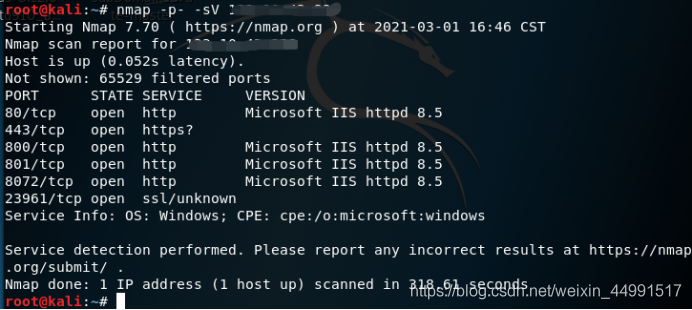 root@kali:~# nmap -p- -sV
Starting Nmap 7.70 ( https://nmap.org ) at 2021-03-01 16:46 CST
Nmap scan report for
Host is up (0.052s latency).
Not shown: 65529 filtered ports
PORT      STATE SERVICE     VERSION
80/tcp    open  http        Microsoft IIS httpd 8.5
443/tcp   open  https?
800/tcp   open  http        Microsoft IIS httpd 8.5
801/tcp   open  http        Microsoft IIS httpd 8.5
8072/tcp  open  http        Microsoft IIS httpd 8.5
23961/tcp open  ssl/unknown
Service Info: OS: Windows; CPE: cpe:/o:microsoft:windows
Service detection performed. Please report any incorrect results at https://nmap
.org/submit/ .
Nmap done: 1 IP address (1 host up) scanned in 318.61 seconds
https://blog.csdn.net/weixin_44991517
root@kali:~#